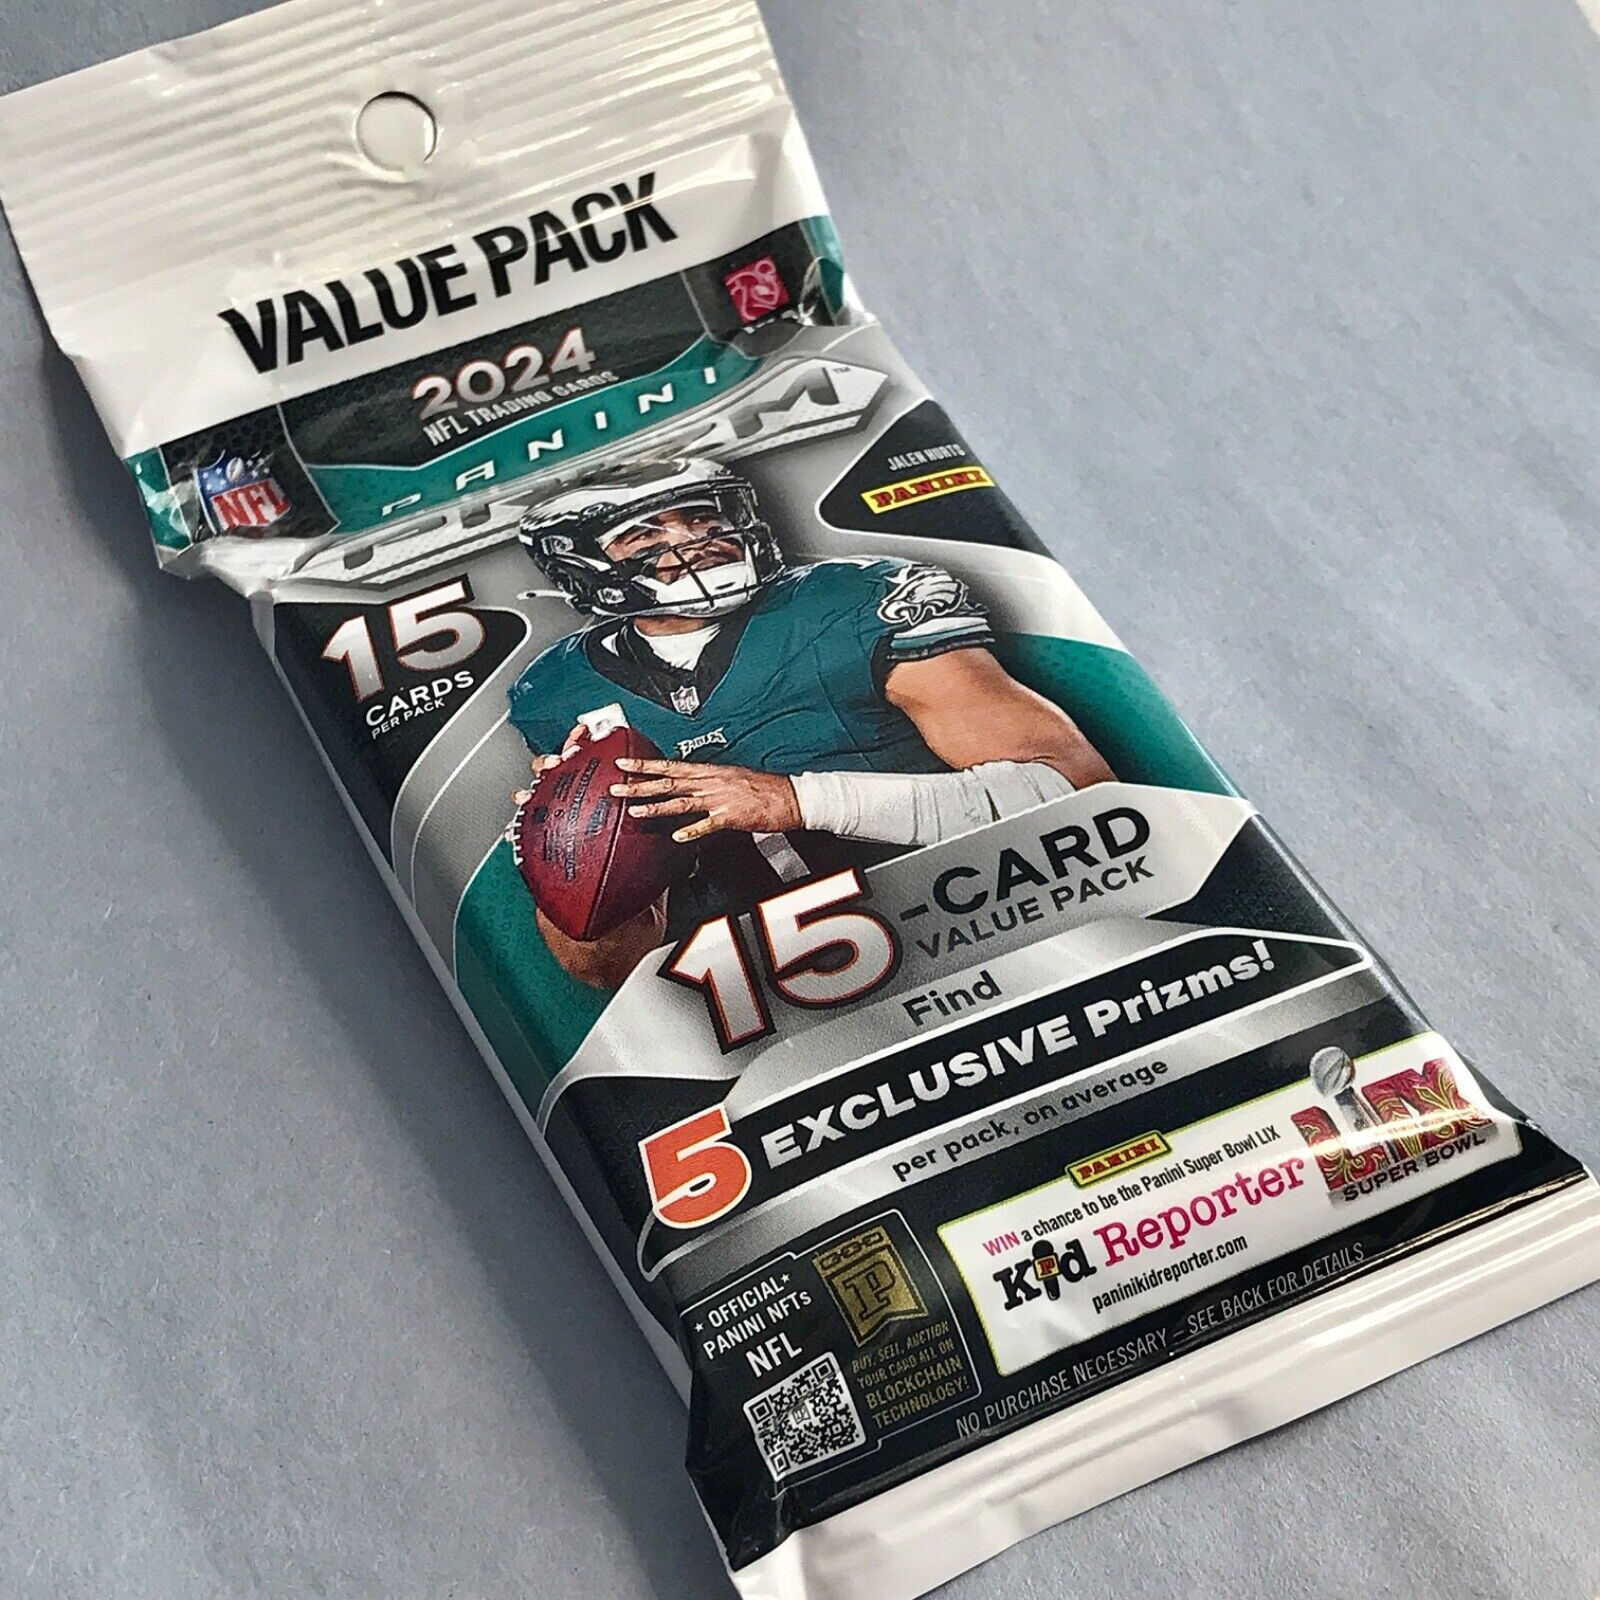 VALUE PACK
2024
NFL TRADING CARDS
PANINI
PRIZM™
NFL
JALEN HURTS
PANINI
15
CARDS
PER PACK
EAGLES
15-CARD
VALUE PACK
Find
5 EXCLUSIVE Prizms!
per pack, on average
PANINI
WIN a chance to be the Panini Super Bowl LIX
Kid Reporter
paninikidreporter.com
LIX
SUPER BOWL
★ OFFICIAL ★
PANINI NFTs
NFL
P
BUY, SELL, AUCTION
YOUR CARD ALL ON
BLOCKCHAIN
TECHNOLOGY!
NO PURCHASE NECESSARY – SEE BACK FOR DETAILS